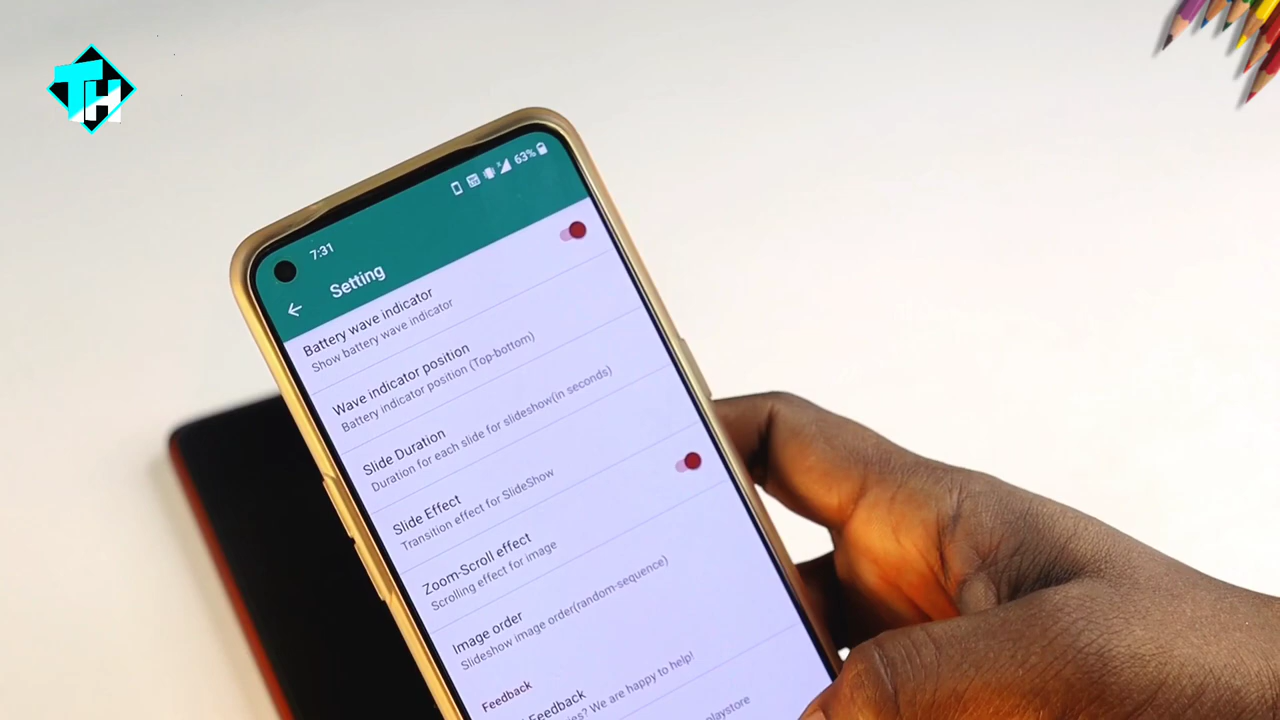 TH
7:31
63%
Setting
Battery wave indicator
Show battery wave indicator
Wave indicator position
Battery indicator position (Top-bottom)
Slide Duration
Duration for each slide for slideshow(in seconds)
Slide Effect
Transition effect for SlideShow
Zoom-Scroll effect
Scrolling effect for image
Image order
Slideshow image order(random-sequence)
Feedback
Feedback
? We are happy to help!
playstore